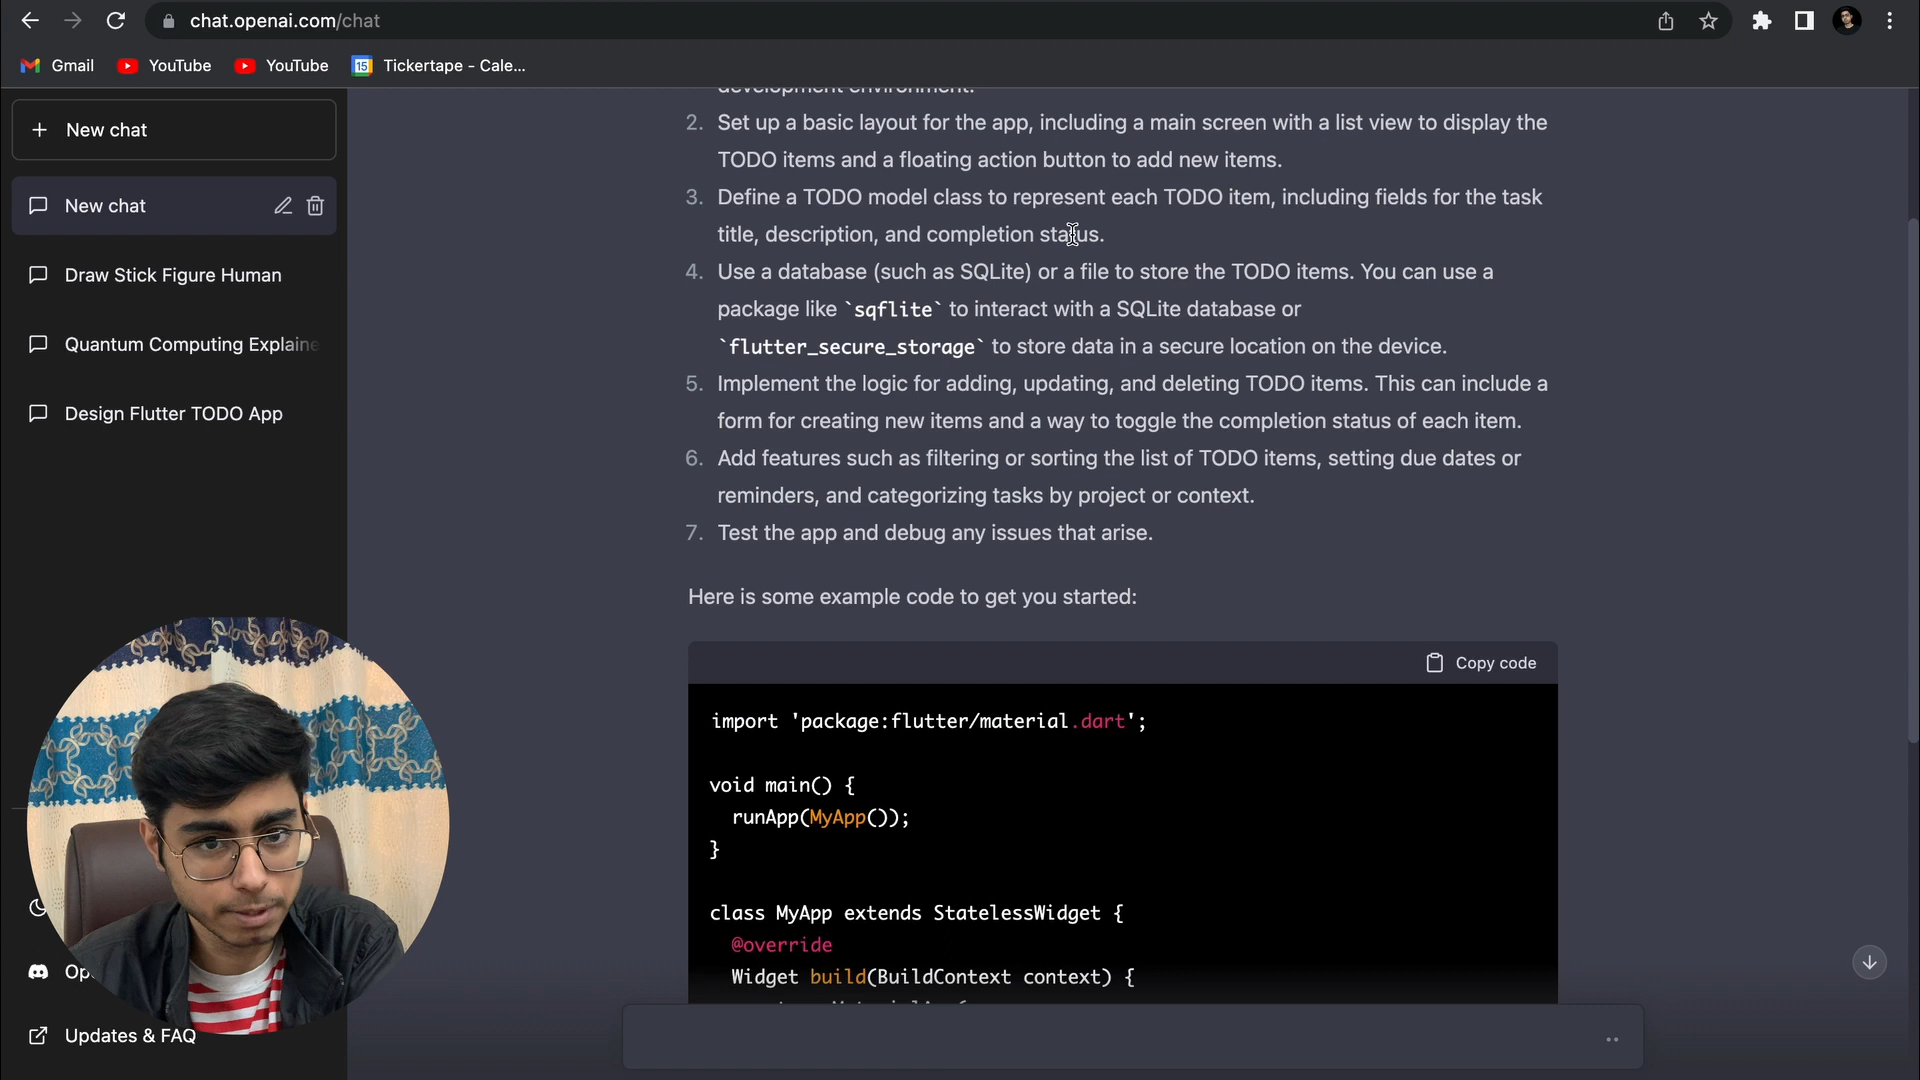 chat.openai.com/chat
Gmail
YouTube
YouTube
15
Tickertape - Cale...
New chat
New chat
Draw Stick Figure Human
Quantum Computing Explaine
Design Flutter TODO App
Updates & FAQ
development environment.
2. Set up a basic layout for the app, including a main screen with a list view to display the
TODO items and a floating action button to add new items.
3. Define a TODO model class to represent each TODO item, including fields for the task
title, description, and completion status.
4. Use a database (such as SQLite) or a file to store the TODO items. You can use a
package like `sqflite` to interact with a SQLite database or
`flutter_secure_storage` to store data in a secure location on the device.
5. Implement the logic for adding, updating, and deleting TODO items. This can include a
form for creating new items and a way to toggle the completion status of each item.
6. Add features such as filtering or sorting the list of TODO items, setting due dates or
reminders, and categorizing tasks by project or context.
7. Test the app and debug any issues that arise.
Here is some example code to get you started:
Copy code
import 'package:flutter/material.dart';
void main() {
runApp(MyApp());
}
class MyApp extends StatelessWidget {
@override
Widget build(BuildContext context) {